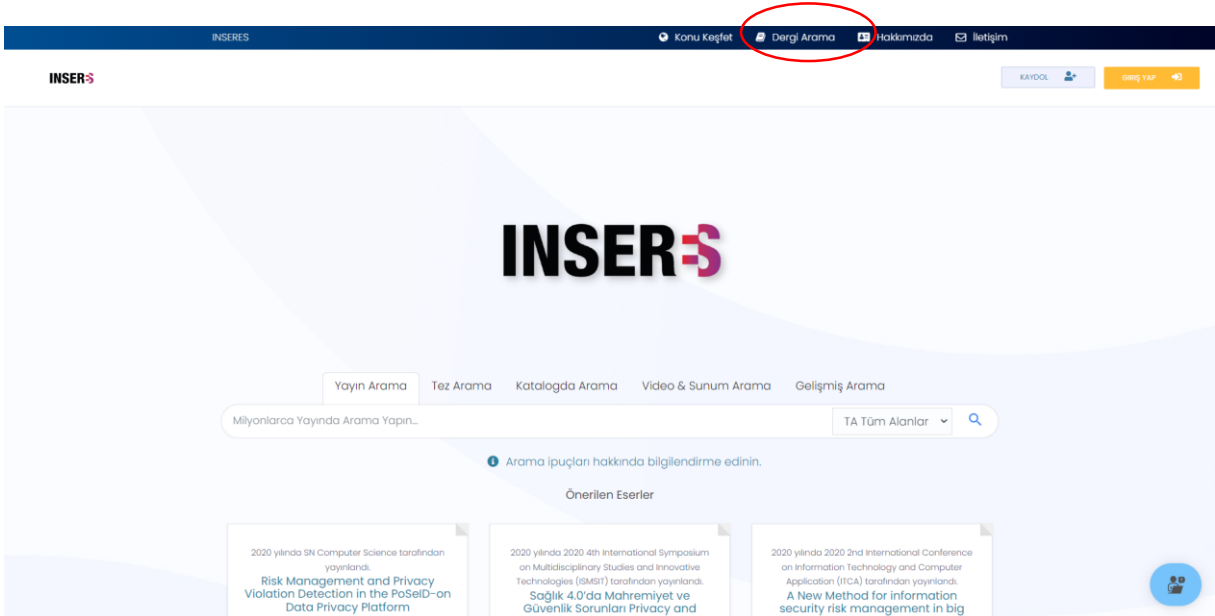 INSERES
Konu Keşfet
Dergi Arama
Hakkımızda
İletişim
INSERES
KAYDOL
GİRİŞ YAP
INSERES
Yayın Arama
Tez Arama
Katalogda Arama
Video & Sunum Arama
Gelişmiş Arama
Milyonlarca Yayında Arama Yapın...
TA Tüm Alanlar
Arama ipuçları hakkında bilgilendirme edinin.
Önerilen Eserler
2020 yılında SN Computer Science tarafından
yayınlandı.
Risk Management and Privacy
Violation Detection in the PoSeID-on
Data Privacy Platform
2020 yılında 2020 4th International Symposium
on Multidisciplinary Studies and Innovative
Technologies (ISMSIT) tarafından yayınlandı.
Sağlık 4.0'da Mahremiyet ve
Güvenlik Sorunları Privacy and
2020 yılında 2020 2nd International Conference
on Information Technology and Computer
Application (ITCA) tarafından yayınlandı.
A New Method for information
security risk management in big